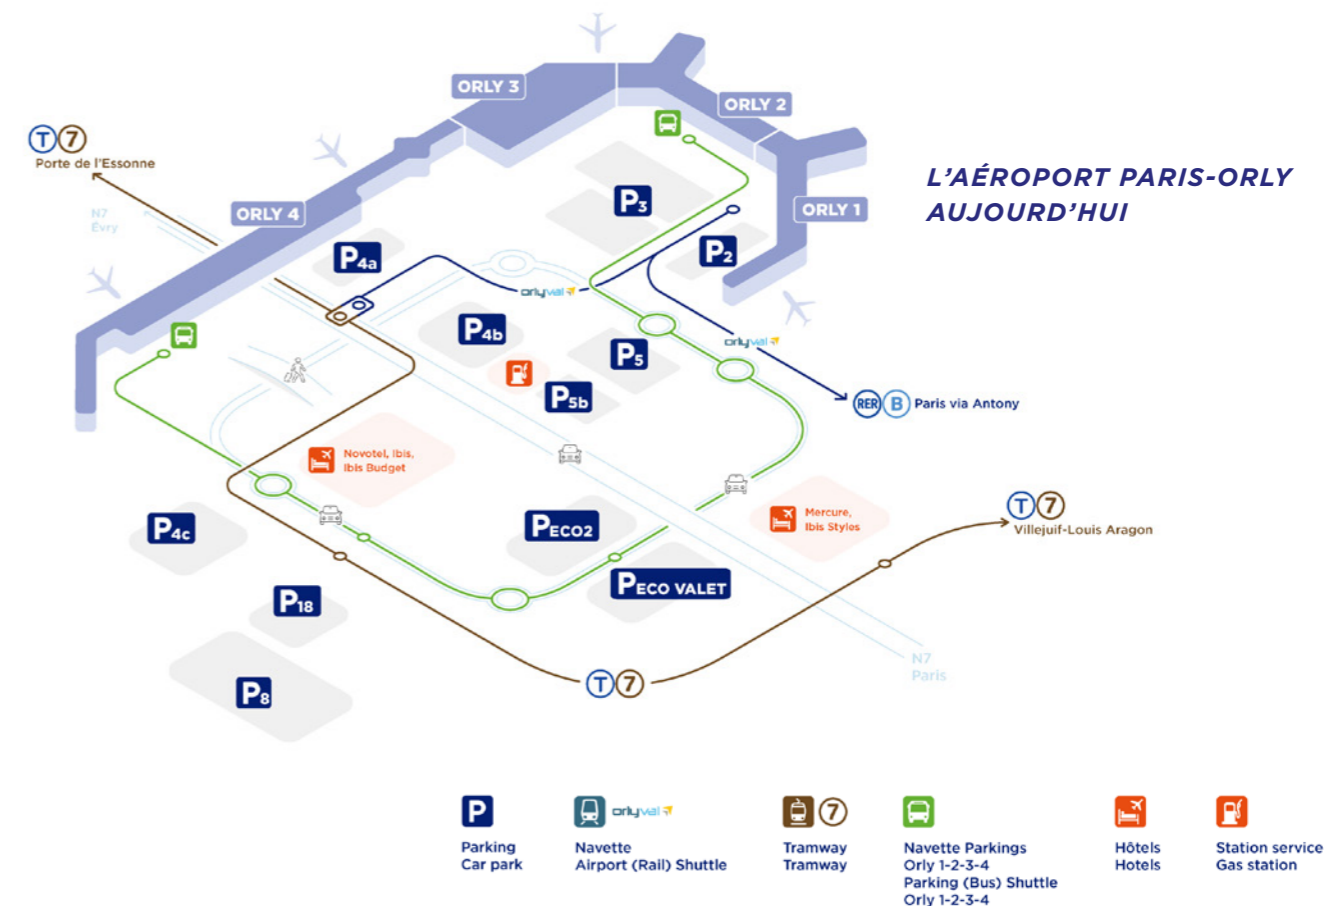 ORLY 3
ORLY 2
T 7
Porte de l'Essonne
L'AÉROPORT PARIS-ORLY
AUJOURD'HUI
N7
Évry
ORLY 4
P3
ORLY 1
P4a
P2
orlyval
P4b
P5
orlyval
P5b
RER B Paris via Antony
Novotel, Ibis,
Ibis Budget
Mercure,
Ibis Styles
T 7
Villejuif-Louis Aragon
P4c
PECO2
PECO VALET
P18
N7
Paris
T 7
P8
P
orlyval
7
Parking
Car park
Navette
Airport (Rail) Shuttle
Tramway
Tramway
Navette Parkings
Orly 1-2-3-4
Parking (Bus) Shuttle
Orly 1-2-3-4
Hôtels
Hotels
Station service
Gas station